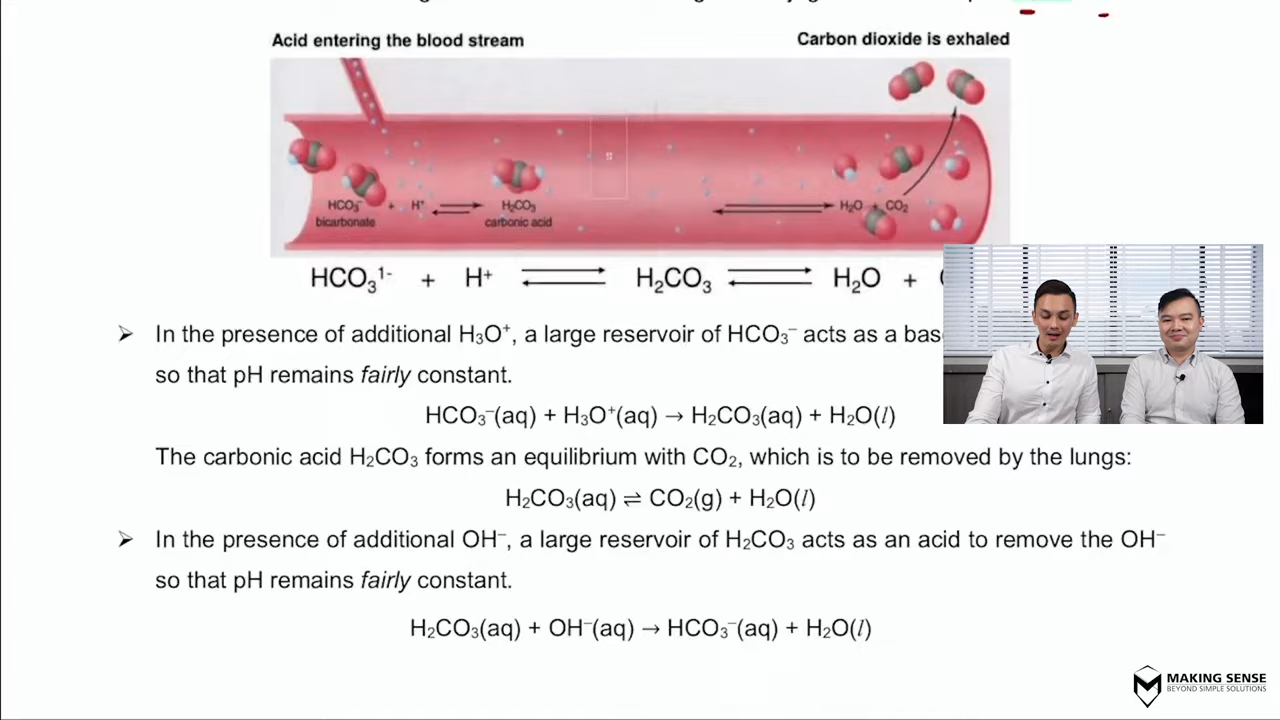 Acid entering the blood stream
Carbon dioxide is exhaled
HCO₃⁻ + H⁺ ⇌ H₂CO₃ ⇌ H₂O + CO₂
bicarbonate
carbonic acid
HCO₃¹⁻ + H⁺ ⇌ H₂CO₃ ⇌ H₂O +
➢ In the presence of additional H₃O⁺, a large reservoir of HCO₃⁻ acts as a
so that pH remains fairly constant.
HCO₃⁻(aq) + H₃O⁺(aq) → H₂CO₃(aq) + H₂O(l)
The carbonic acid H₂CO₃ forms an equilibrium with CO₂, which is to be removed by the lungs:
H₂CO₃(aq) ⇌ CO₂(g) + H₂O(l)
➢ In the presence of additional OH⁻, a large reservoir of H₂CO₃ acts as an acid to remove the OH⁻
so that pH remains fairly constant.
H₂CO₃(aq) + OH⁻(aq) → HCO₃⁻(aq) + H₂O(l)
MAKING SENSE
BEYOND SIMPLE SOLUTIONS